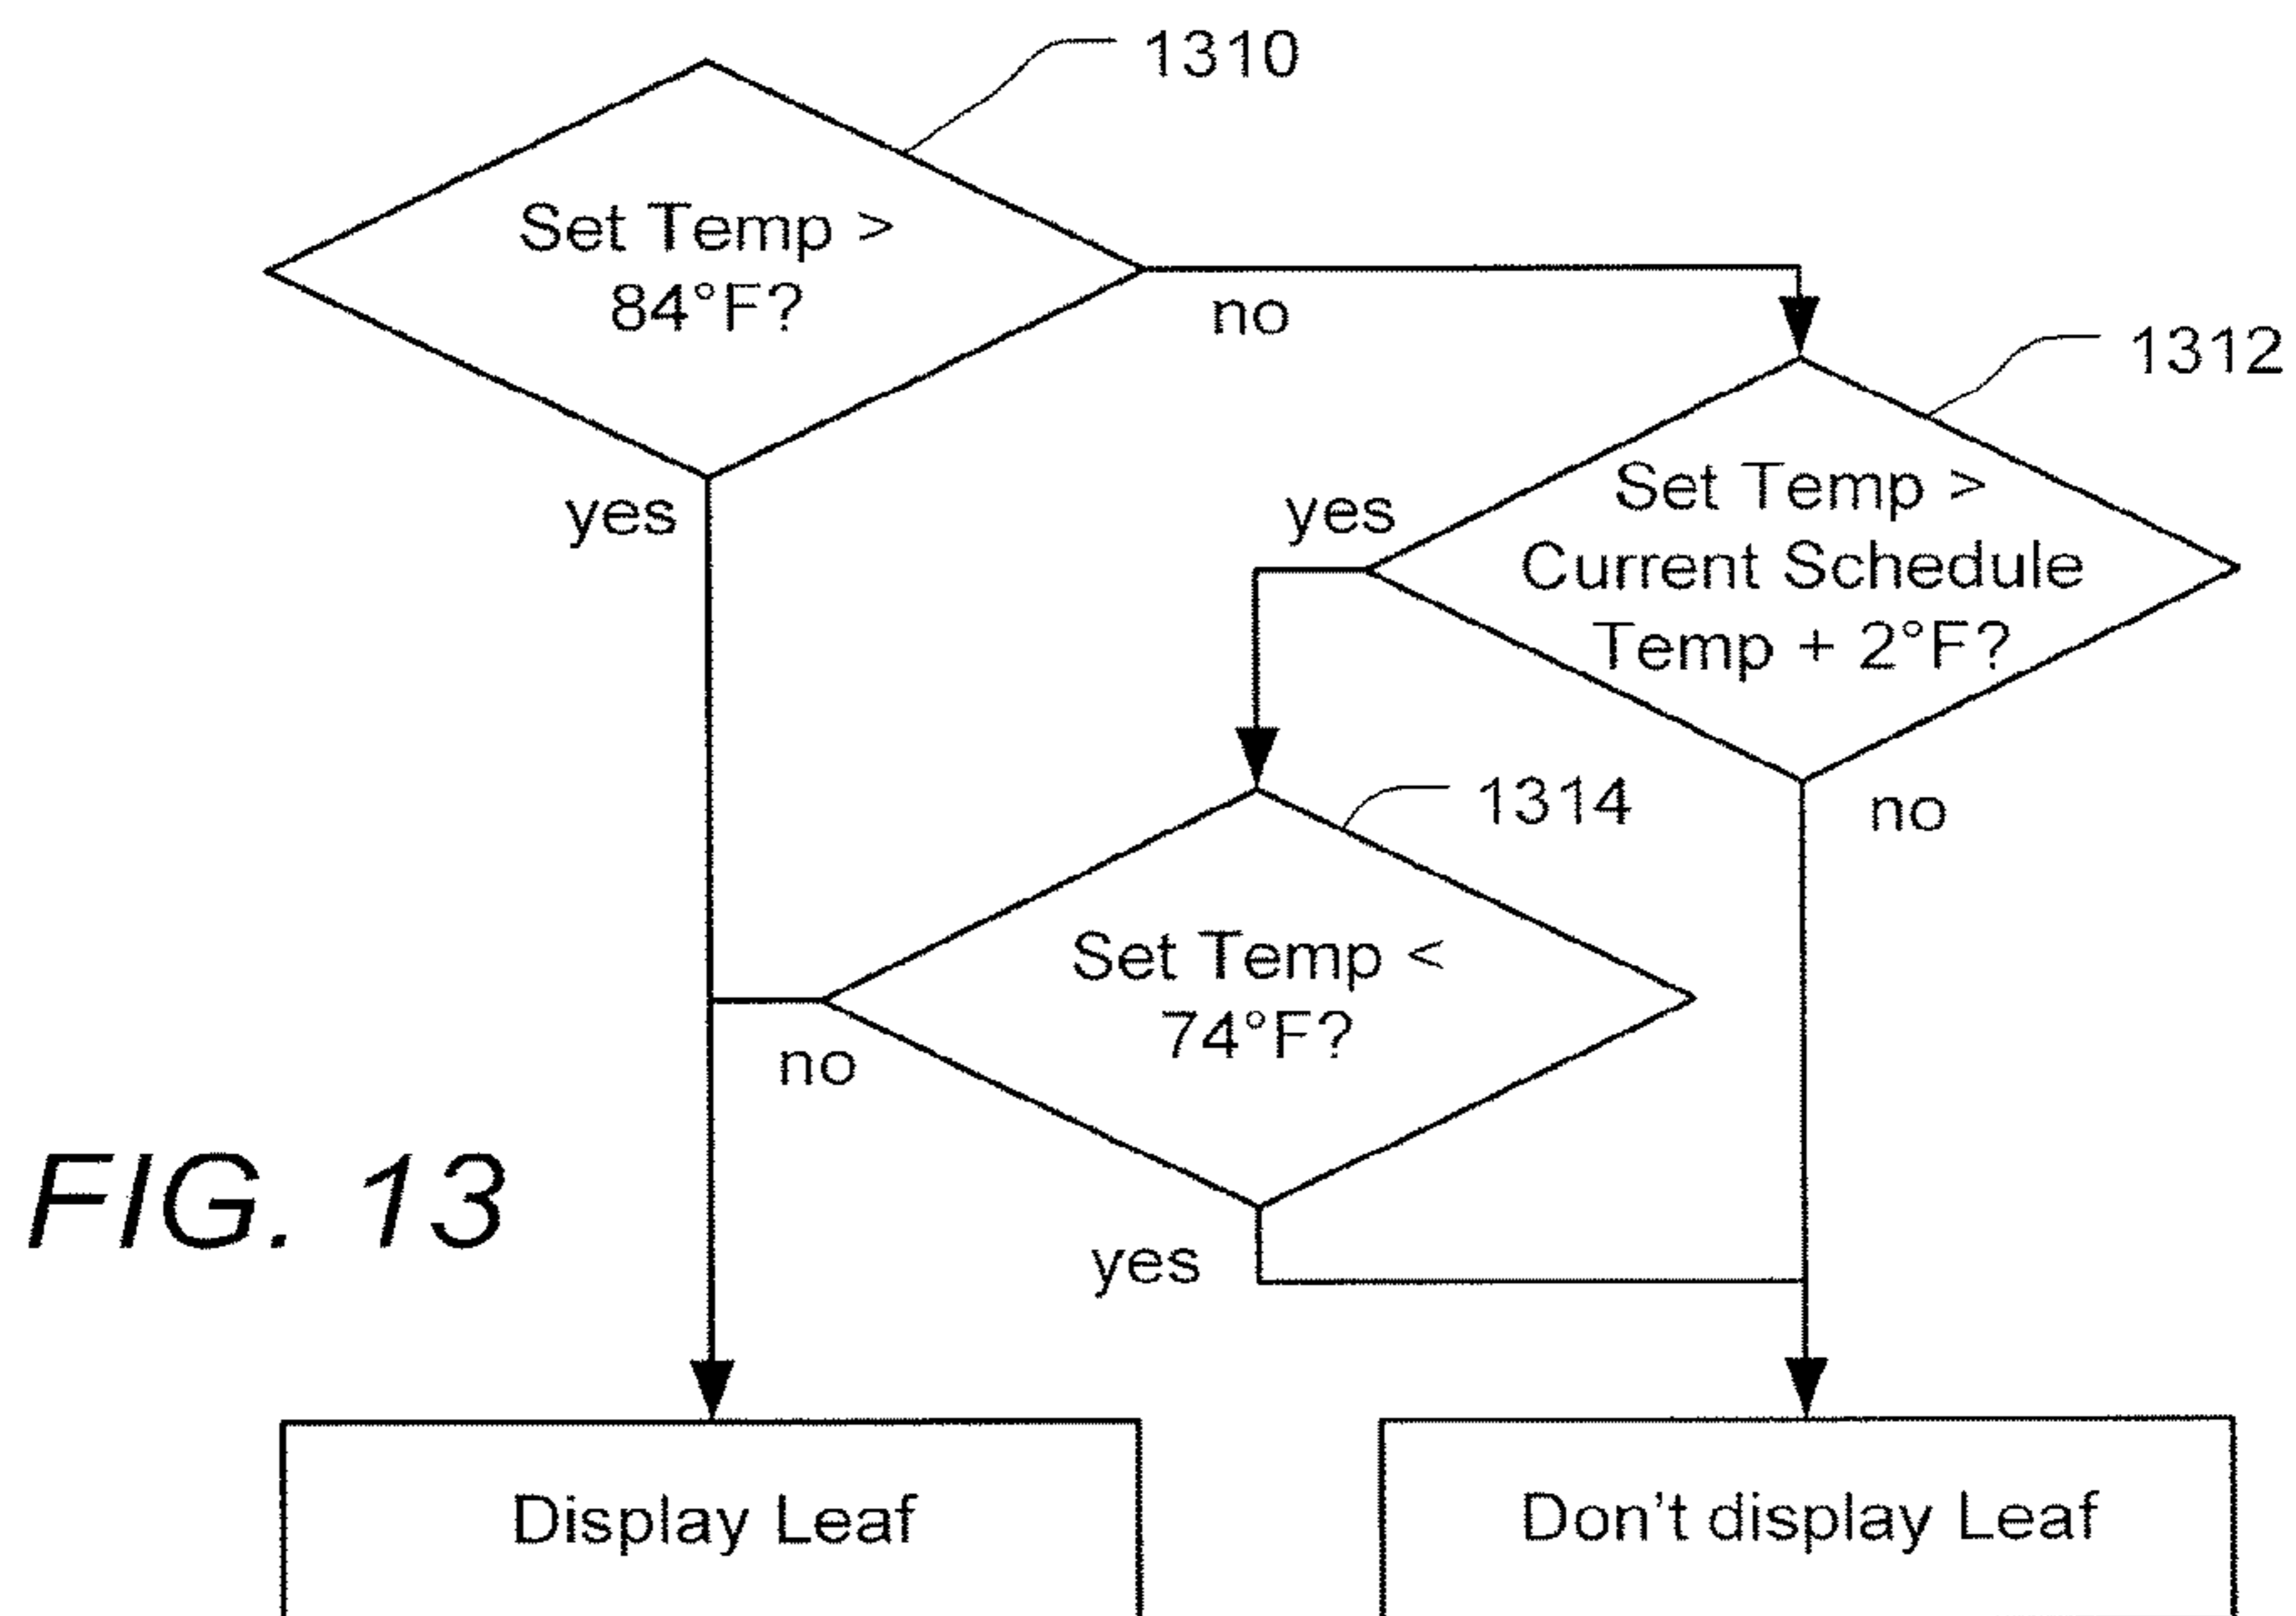 1310
Set Temp >
84°F?
no
1312
yes
Set Temp >
yes
Current Schedule
Temp + 2°F?
1314
no
Set Temp <
74°F?
no
FIG. 13
yes
Display Leaf
Don't display Leaf